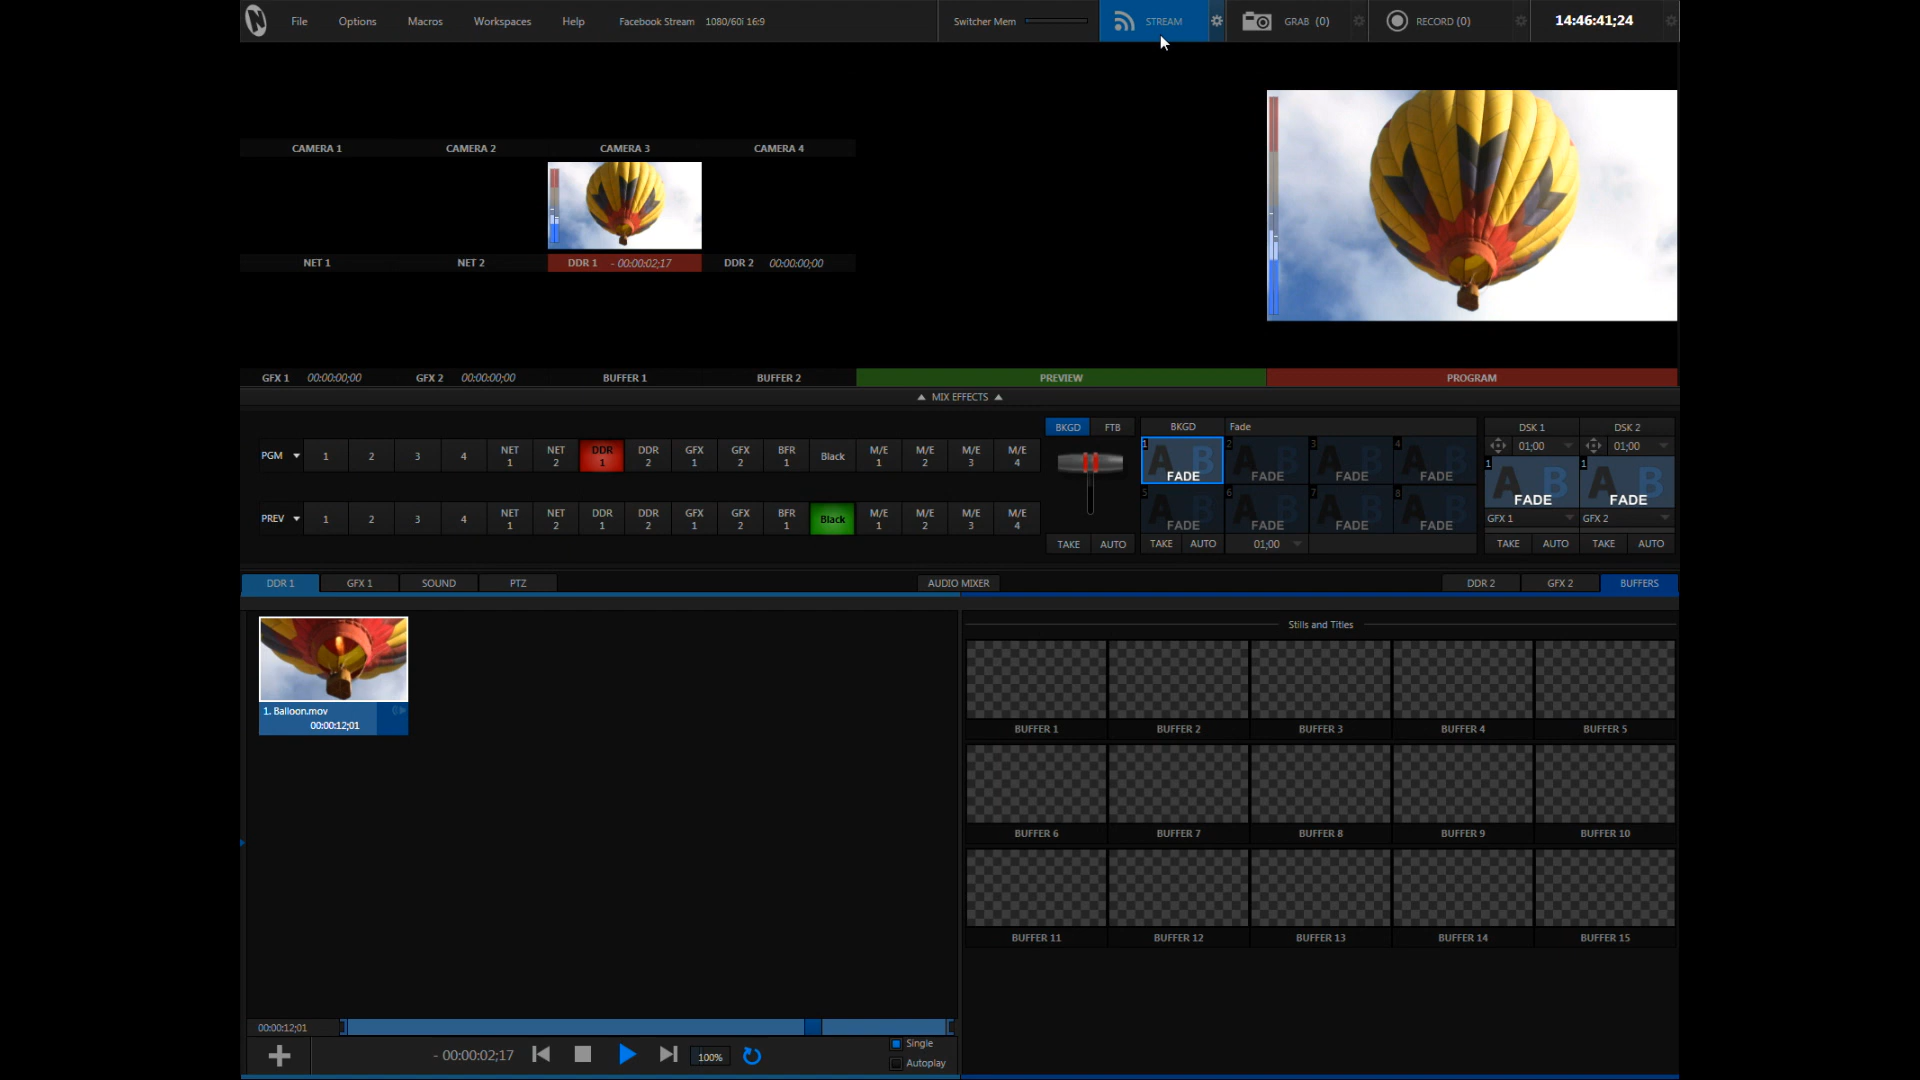 File Options Macros Workspaces Help Facebook Stream 1080/60i 16:9 Switcher Mem STREAM GRAB (0) RECORD (0) 14:46:41;24
CAMERA 1 CAMERA 2 CAMERA 3 CAMERA 4
NET 1 NET 2 DDR 1 - 00:00:02;17 DDR 2 00:00:00;00
GFX 1 00:00:00;00 GFX 2 00:00:00;00 BUFFER 1 BUFFER 2 PREVIEW PROGRAM
MIX EFFECTS
BKGD FTB BKGD Fade DSK 1 DSK 2
01;00 01;00
PGM 1 2 3 4 NET 1 NET 2 DDR 1 DDR 2 GFX 1 GFX 2 BFR 1 Black M/E 1 M/E 2 M/E 3 M/E 4
1 A B FADE 2 A B FADE 3 A B FADE 4 A B FADE
1 A B FADE 1 A B FADE
PREV 1 2 3 4 NET 1 NET 2 DDR 1 DDR 2 GFX 1 GFX 2 BFR 1 Black M/E 1 M/E 2 M/E 3 M/E 4
5 A B FADE 6 A B FADE 7 A B FADE 8 A B FADE
GFX 1 GFX 2
TAKE AUTO TAKE AUTO 01;00 TAKE AUTO TAKE AUTO
DDR 1 GFX 1 SOUND PTZ AUDIO MIXER DDR 2 GFX 2 BUFFERS
Stills and Titles
1. Balloon.mov
00:00:12;01
BUFFER 1 BUFFER 2 BUFFER 3 BUFFER 4 BUFFER 5
BUFFER 6 BUFFER 7 BUFFER 8 BUFFER 9 BUFFER 10
BUFFER 11 BUFFER 12 BUFFER 13 BUFFER 14 BUFFER 15
00:00:12;01
- 00:00:02;17 100% Single
Autoplay